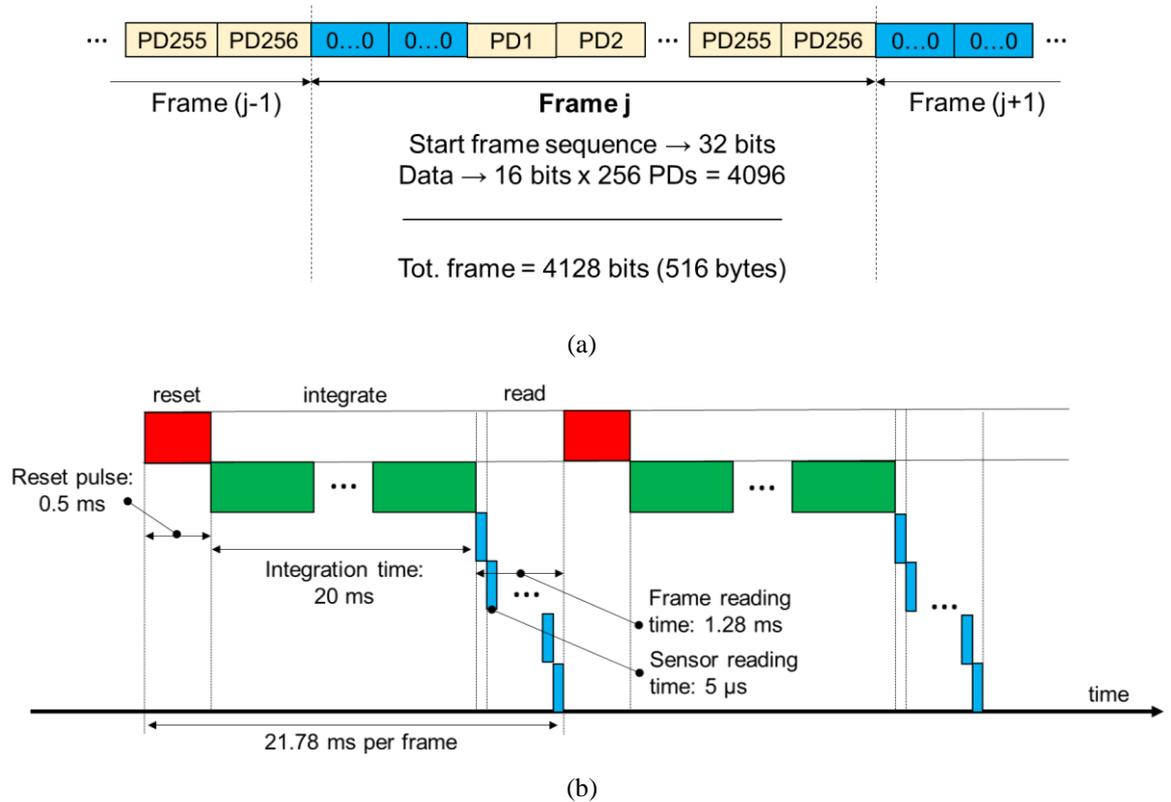 ... PD255 PD256 0...0 0...0 PD1 PD2 ... PD255 PD256 0...0 0...0 ...
Frame (j-1) Frame j Frame (j+1)
Start frame sequence → 32 bits
Data → 16 bits x 256 PDs = 4096
Tot. frame = 4128 bits (516 bytes)
(a)
reset integrate read
Reset pulse:
0.5 ms
...
...
Integration time:
20 ms
...
...
Frame reading
time: 1.28 ms
Sensor reading
time: 5 µs
time
21.78 ms per frame
(b)